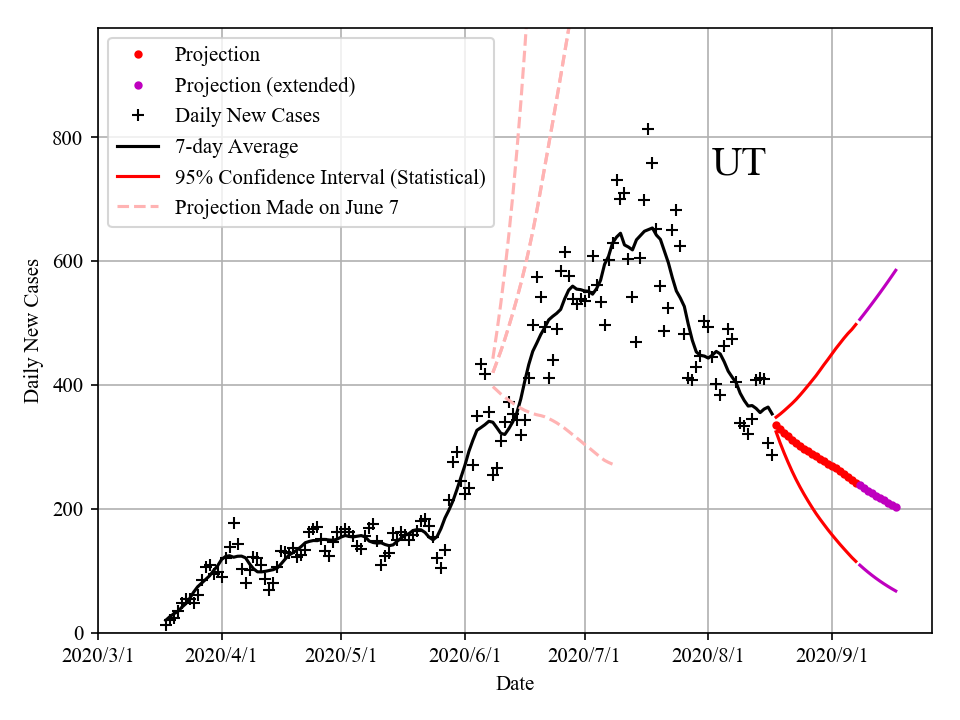 Projection
Projection (extended)
Daily New Cases
7-day Average
95% Confidence Interval (Statistical)
Projection Made on June 7
UT
Daily New Cases
800
600
400
200
0
2020/3/1 2020/4/1 2020/5/1 2020/6/1 2020/7/1 2020/8/1 2020/9/1
Date